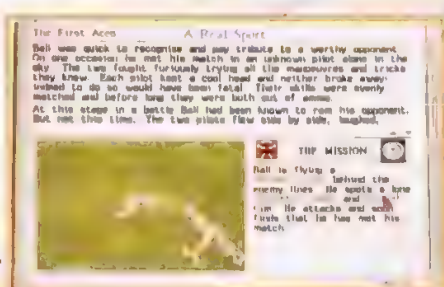 The First Aces
A Real Sport
Ball was quick to recognise and pay tribute to a worthy opponent.
On one occasion he met his match in an unknown pilot alone in the
sky. The two fought furiously trying all the manoeuvres and tricks
they knew. Each pilot kept a cool head and neither broke away:
to do so would have been fatal. Their skills were evenly
matched and before long they were both out of ammo.
At this stage in a battle Ball had been known to ram his opponent.
But not this time. The two pilots flew side by side, laughed,
THE MISSION
Ball is flying a
behind the
enemy lines. He spots a lone
and
him. He attacks and soon
finds that he has met his
match